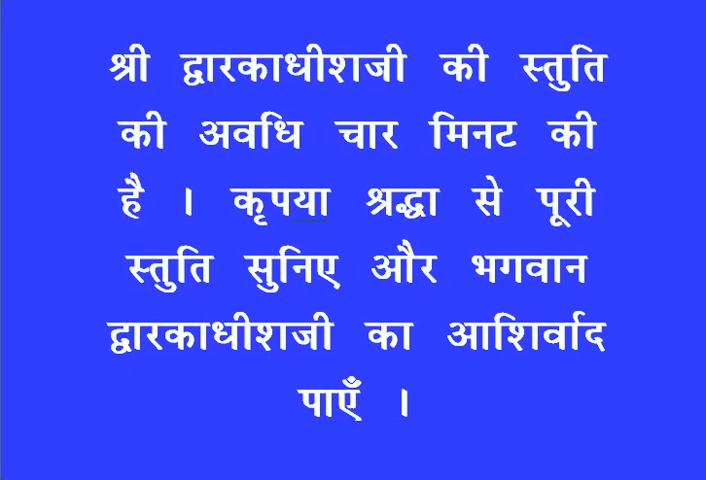 श्री द्वारकाधीशजी की स्तुति
की अवधि चार मिनट की
है । कृपया श्रद्धा से पूरी
स्तुति सुनिए और भगवान
द्वारकाधीशजी का आशिर्वाद
पाएँ ।